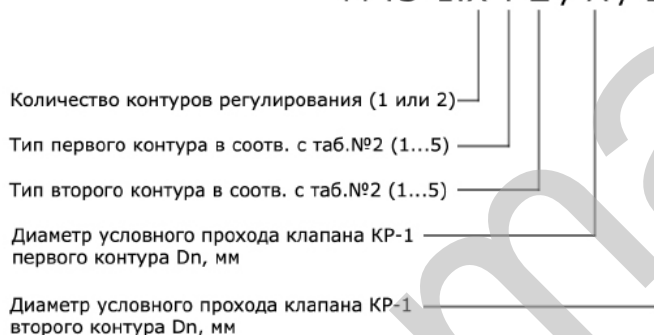 Количество контуров регулирования (1 или 2)
Тип первого контура в соотв. с таб.№2 (1...5)
Тип второго контура в соотв. с таб.№2 (1...5)
Диаметр условного прохода клапана КР-1
первого контура Dn, мм
Диаметр условного прохода клапана КР-1
второго контура Dn, мм